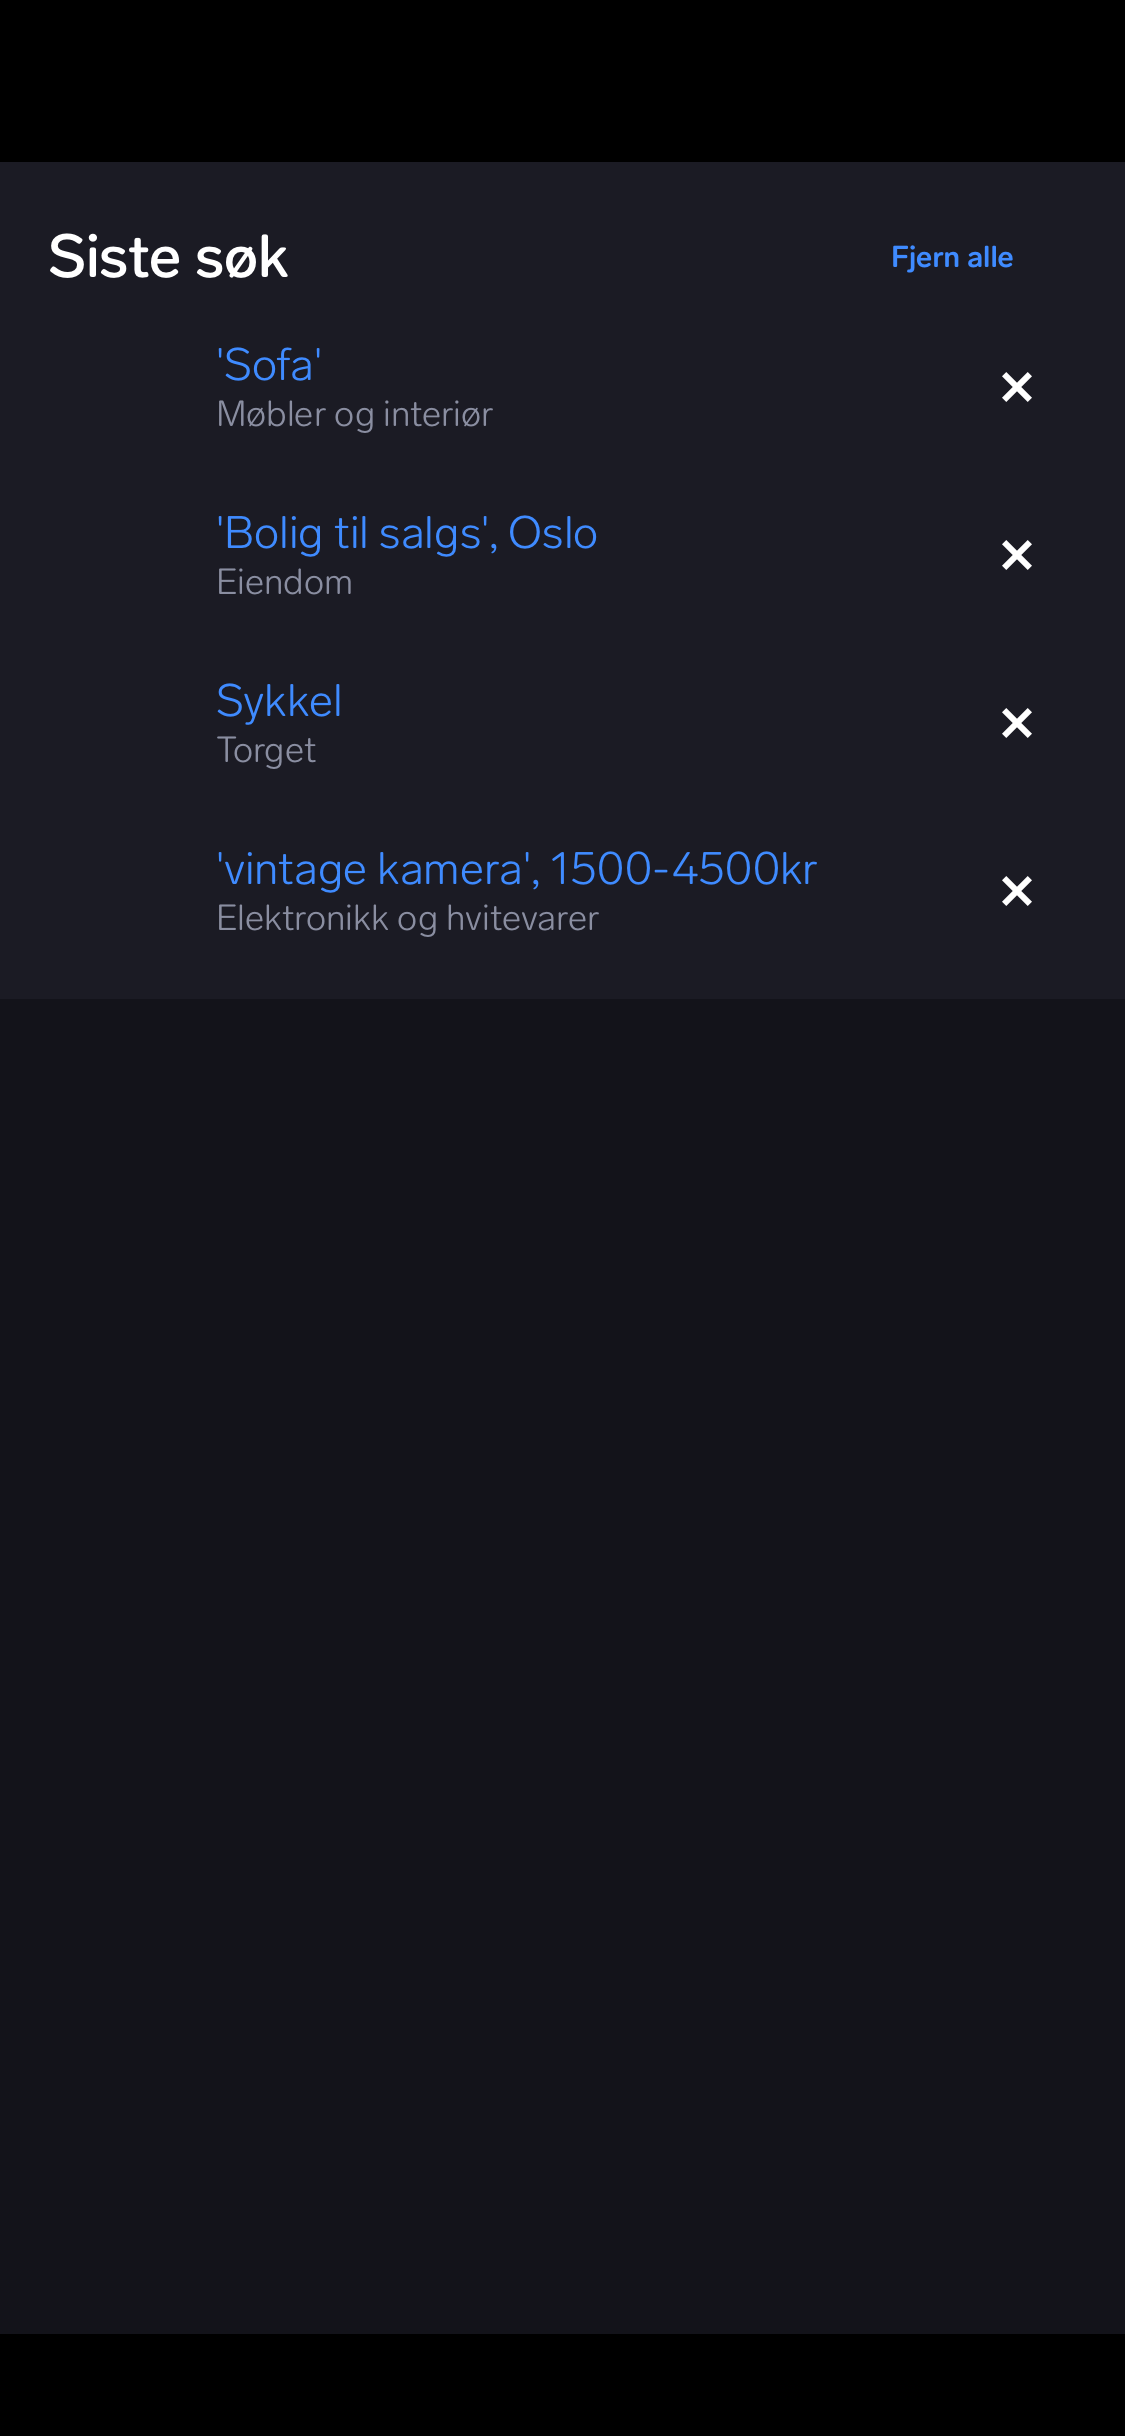 Siste søk
Fjern alle
'Sofa'
Møbler og interiør
'Bolig til salgs', Oslo
Eiendom
Sykkel
Torget
'vintage kamera', 1500-4500kr
Elektronikk og hvitevarer